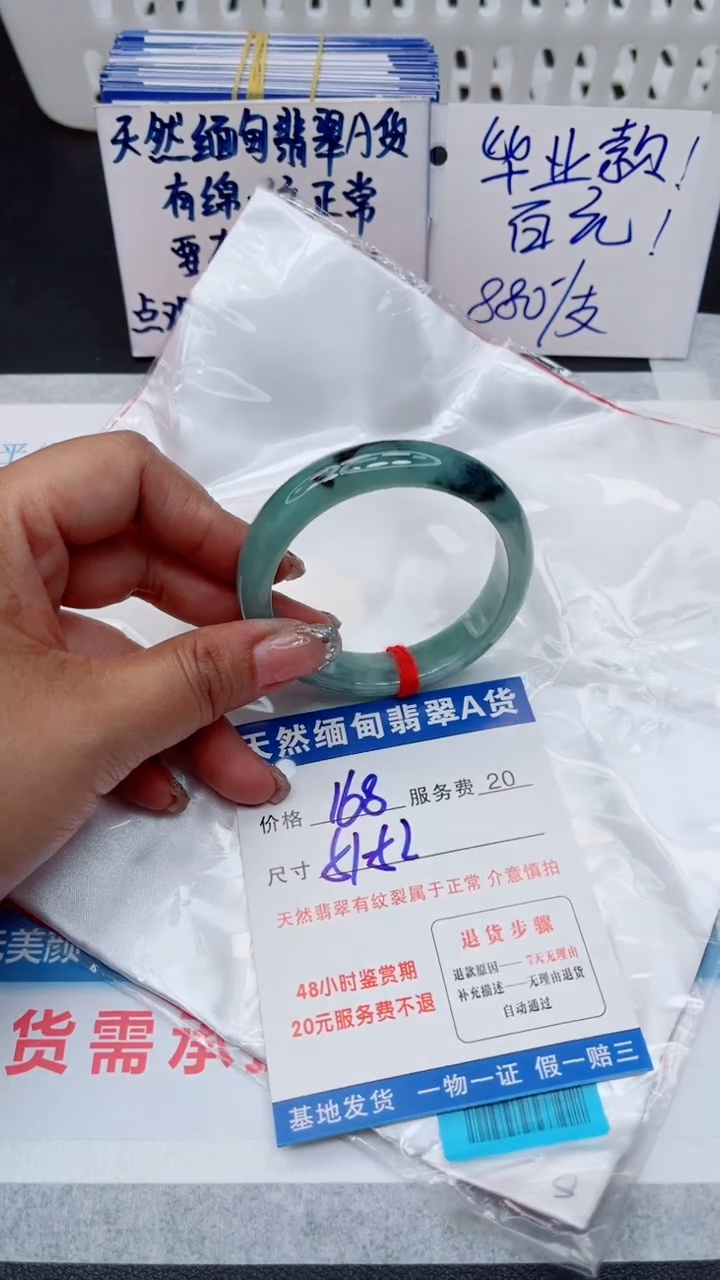 天然缅甸翡翠A货
有绵 正常
点
毕业款！
百元！
880/支
天然缅甸翡翠A货
价格 168 服务费 20
尺寸
天然翡翠有纹裂属于正常 介意慎拍
48小时鉴赏期
20元服务费不退
退货步骤
退款原因——7天无理由
补充描述——无理由退货
自动通过
基地发货 一物一证 假一赔三
美颜
货需承